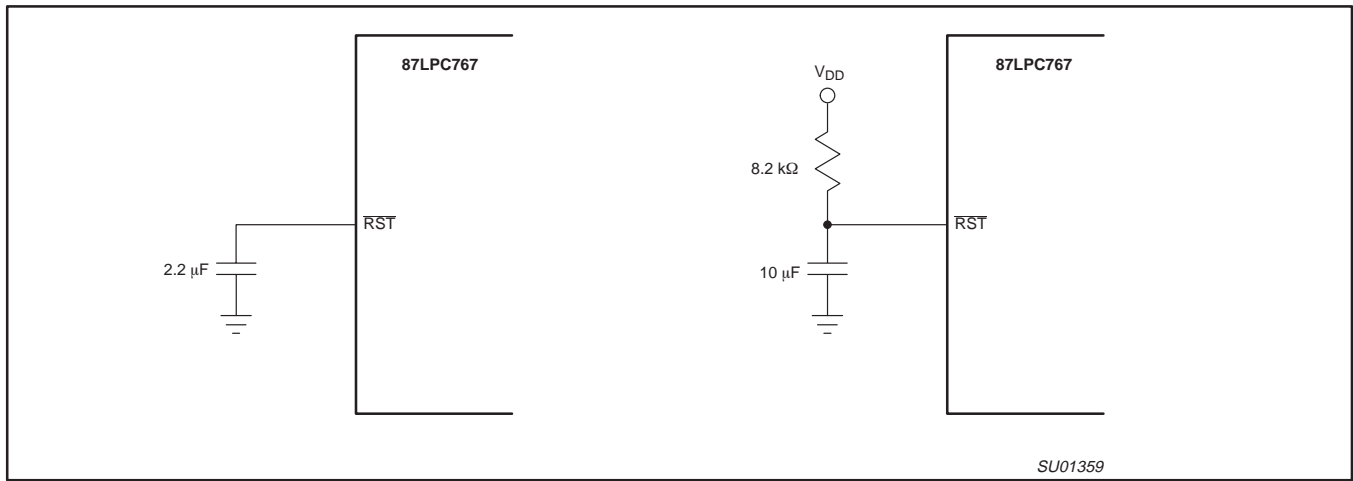 87LPC767
RST
2.2 μF
87LPC767
VDD
8.2 kΩ
RST
10 μF
SU01359